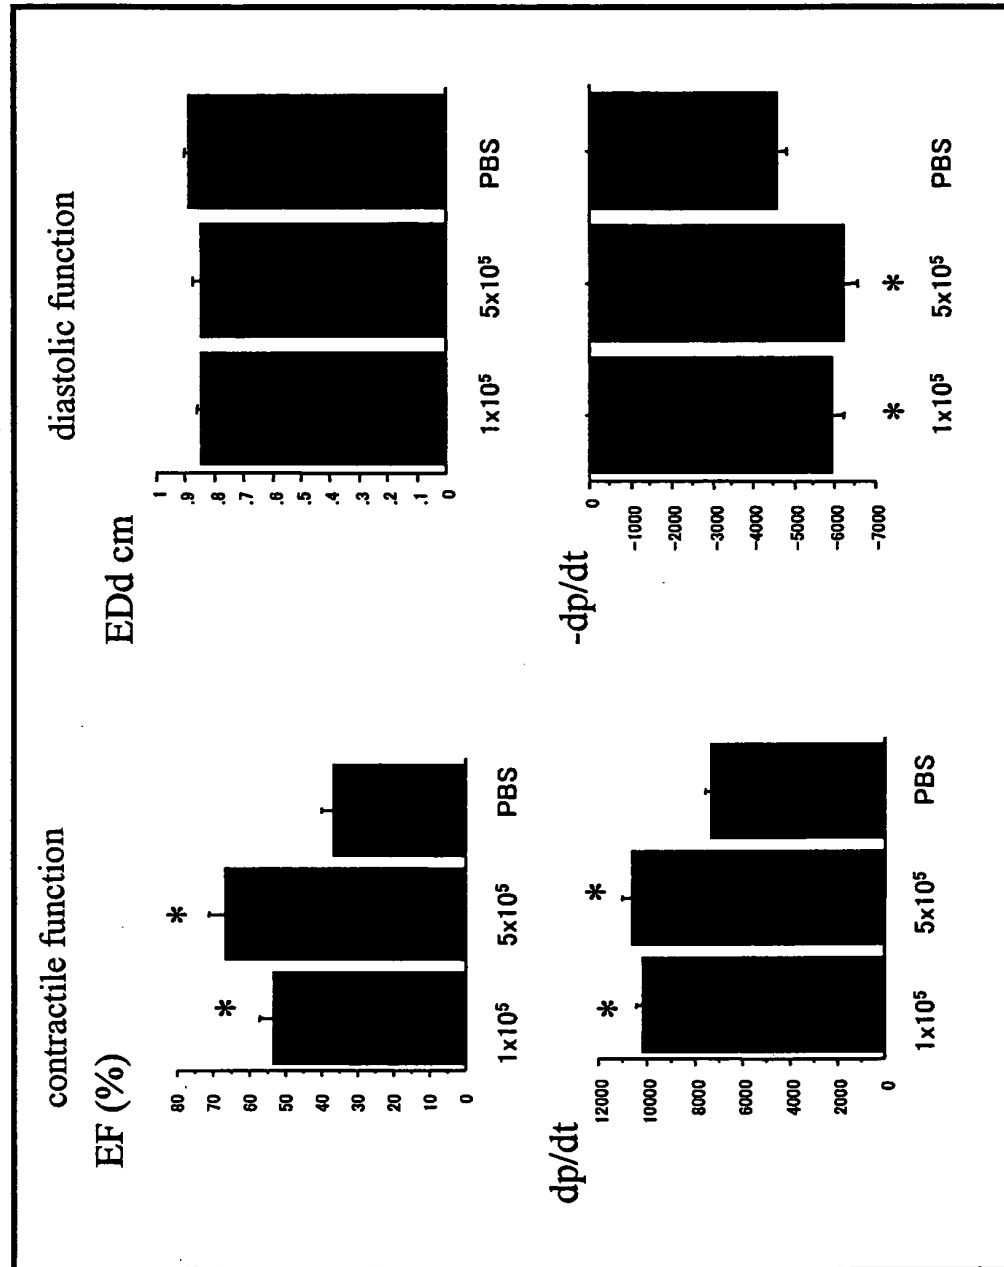 contractile function
diastolic function
EF (%)
80
70
60
50
40
30
20
10
0
*
*
1x10⁵
5x10⁵
PBS
EDd cm
1
.9
.8
.7
.6
.5
.4
.3
.2
.1
0
1x10⁵
5x10⁵
PBS
dp/dt
12000
10000
8000
6000
4000
2000
0
*
*
1x10⁵
5x10⁵
PBS
-dp/dt
0
-1000
-2000
-3000
-4000
-5000
-6000
-7000
*
*
1x10⁵
5x10⁵
PBS